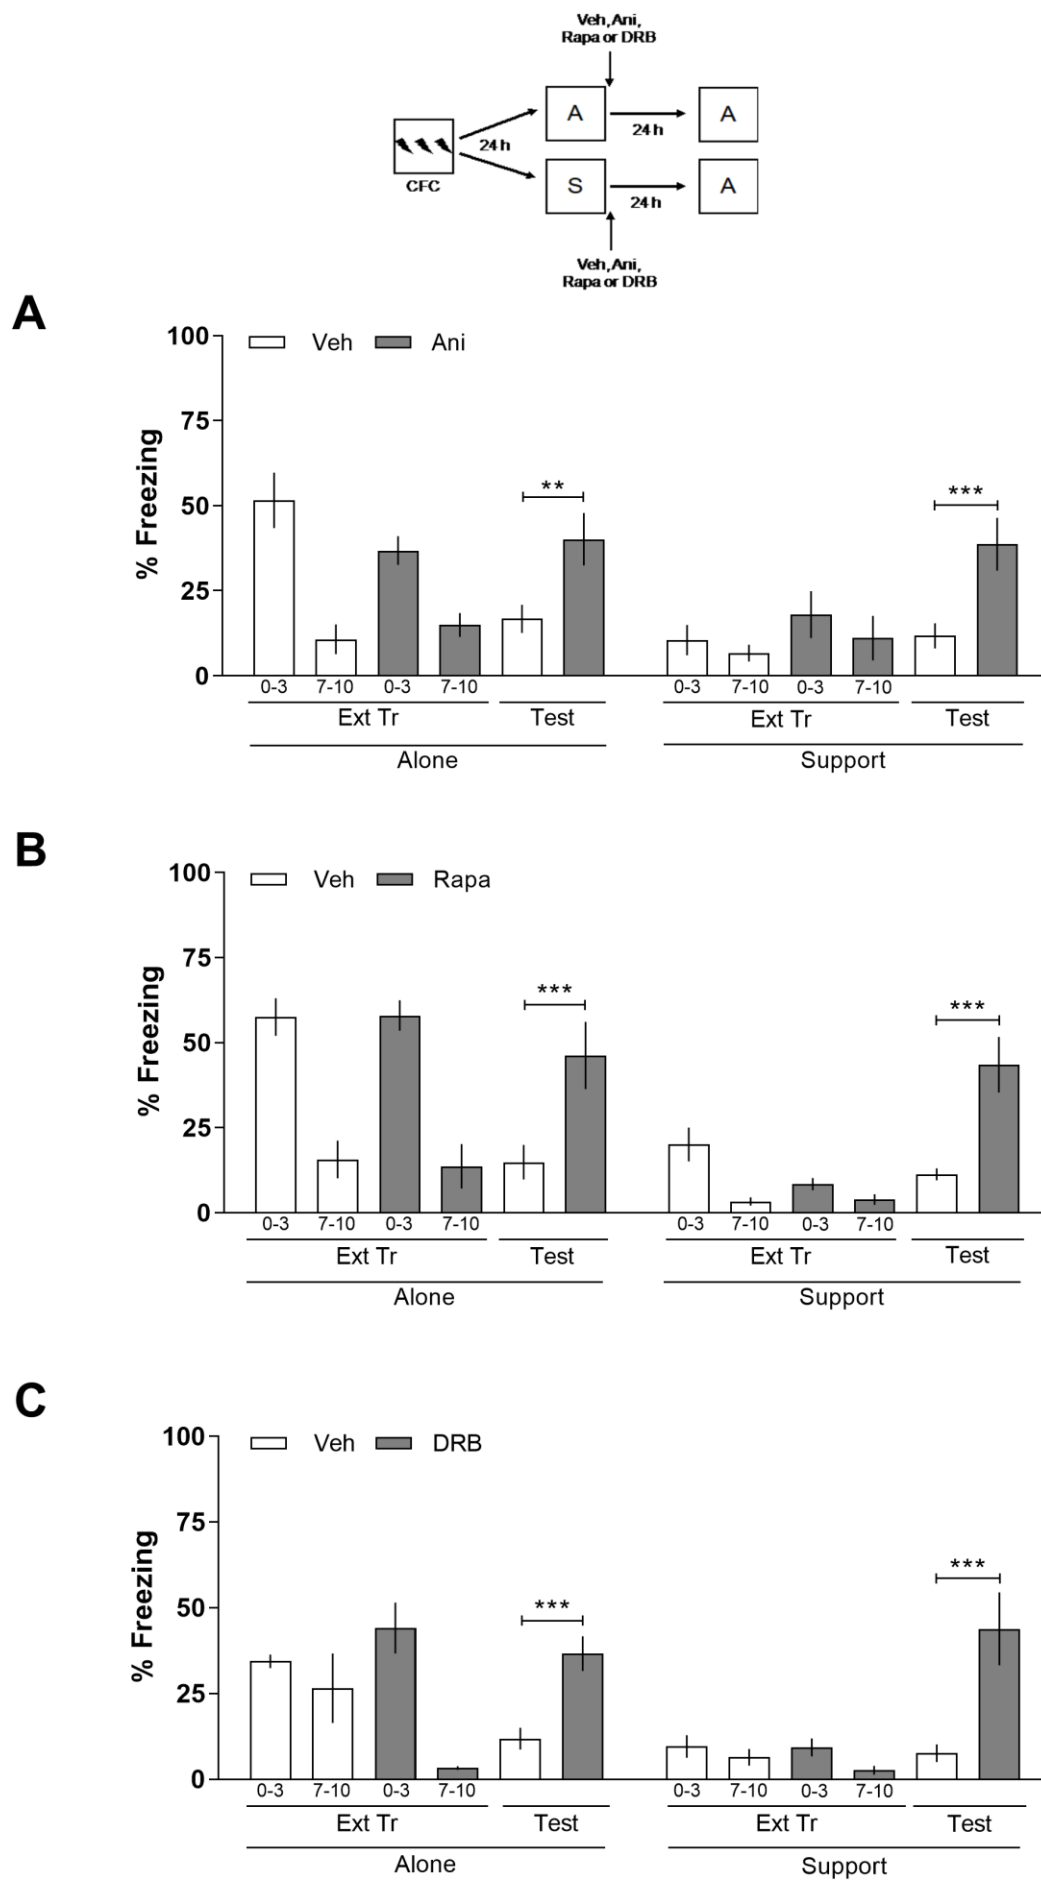 Veh, Ani,
Rapa or DRB
A
A
24 h
24 h
CFC
S
A
24 h
Veh, Ani,
Rapa or DRB
A
Veh Ani
100
75
50
25
0
% Freezing
** ***
0-3 7-10 0-3 7-10 0-3 7-10 0-3 7-10
Ext Tr Test Ext Tr Test
Alone Support
B
Veh Rapa
100
75
50
25
0
% Freezing
*** ***
0-3 7-10 0-3 7-10 0-3 7-10 0-3 7-10
Ext Tr Test Ext Tr Test
Alone Support
C
Veh DRB
100
75
50
25
0
% Freezing
*** ***
0-3 7-10 0-3 7-10 0-3 7-10 0-3 7-10
Ext Tr Test Ext Tr Test
Alone Support